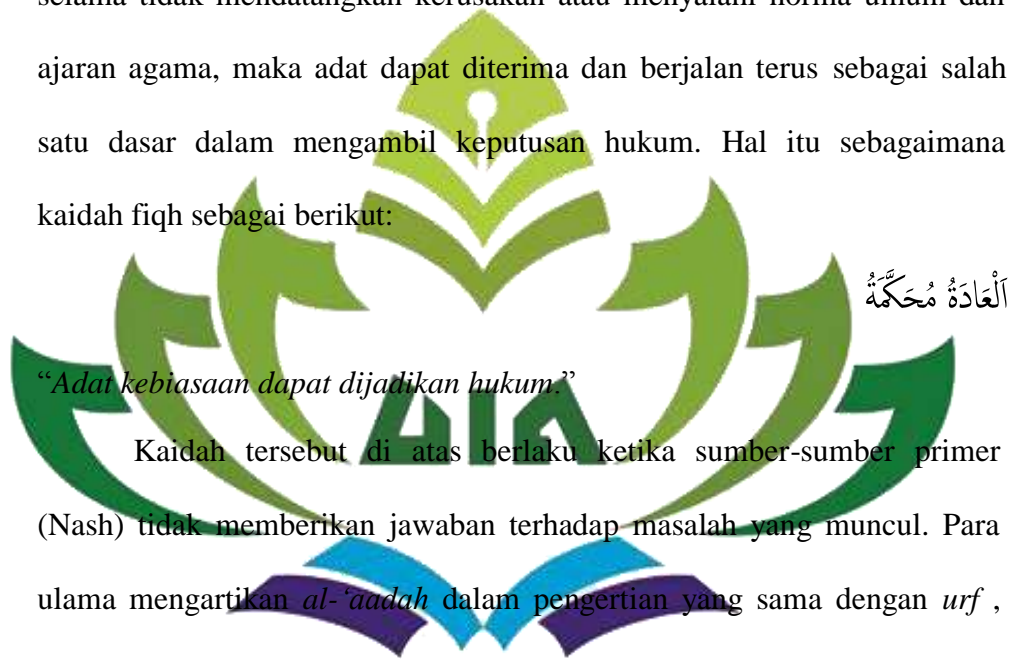 selama tidak mendatangkan kerusakan atau menyalahi norma umum dan
ajaran agama, maka adat dapat diterima dan berjalan terus sebagai salah
satu dasar dalam mengambil keputusan hukum. Hal itu sebagaimana
kaidah fiqh sebagai berikut:
اَلْعَادَةُ مُحَكَّمَةُ
“Adat kebiasaan dapat dijadikan hukum.”
Kaidah tersebut di atas berlaku ketika sumber-sumber primer
(Nash) tidak memberikan jawaban terhadap masalah yang muncul. Para
ulama mengartikan al-‘aadah dalam pengertian yang sama dengan urf ,